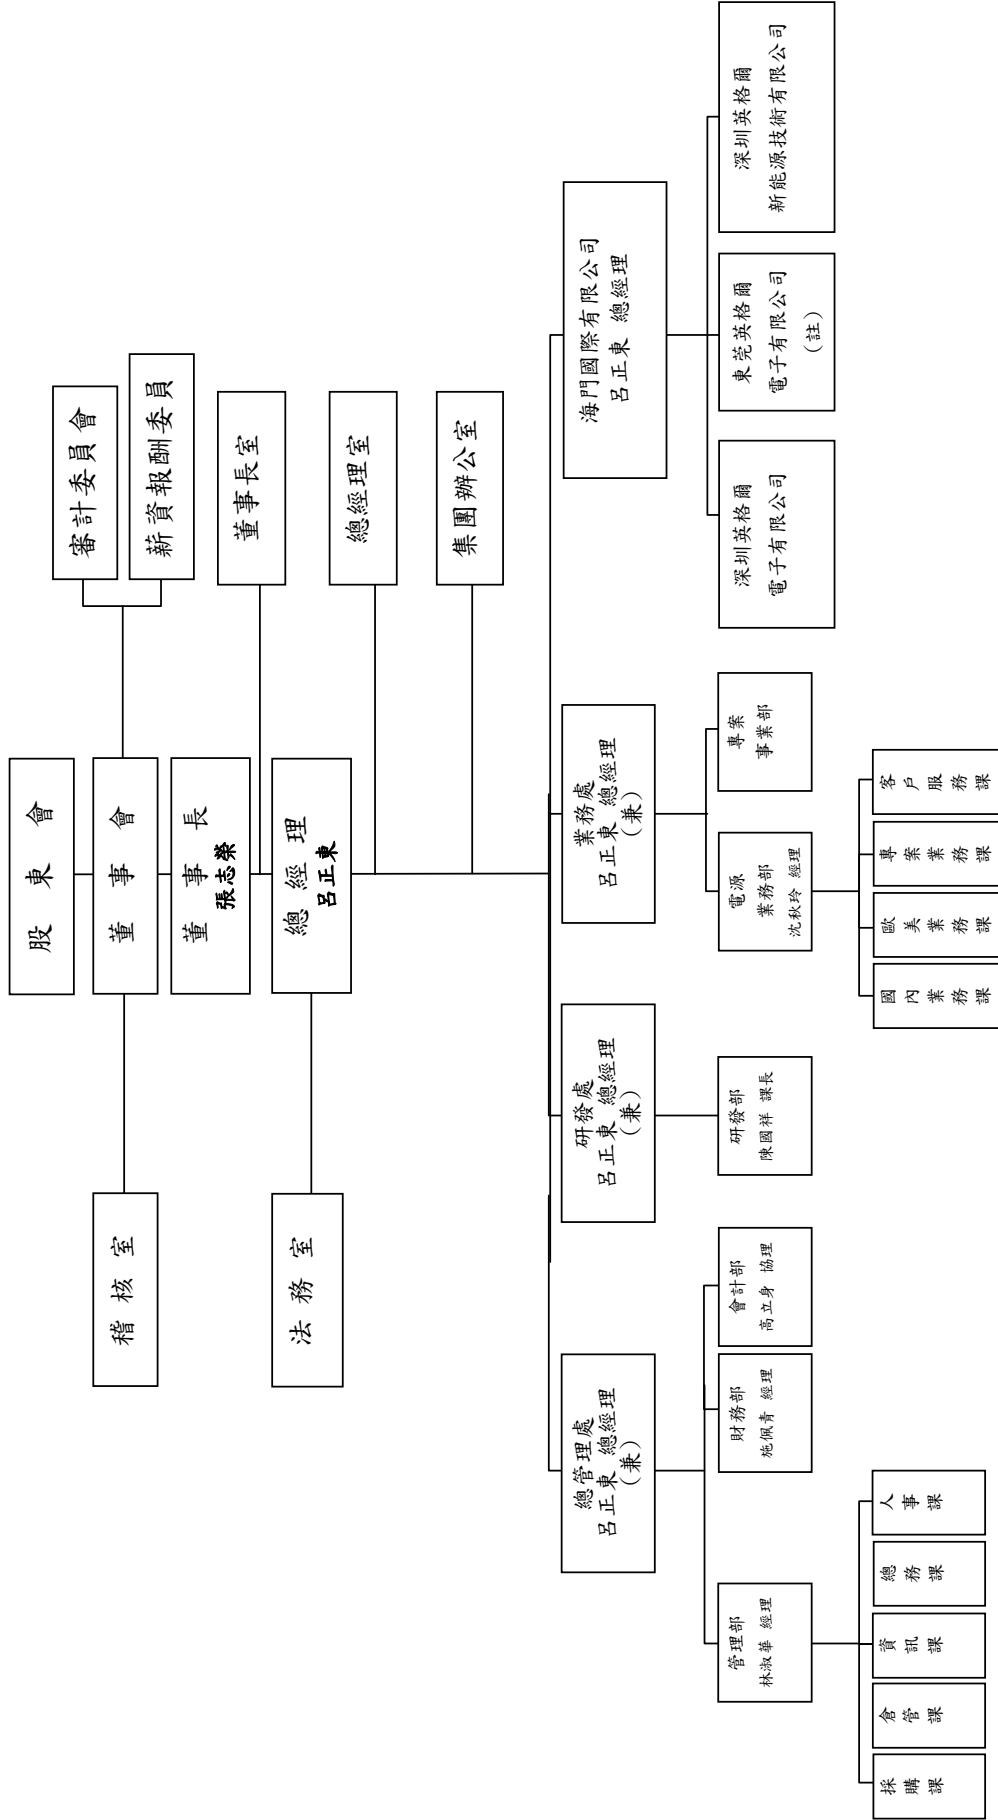 股東會
董事會
審計委員會
薪資報酬委員
稽核室
董事長
張志榮
董事長室
總經理
呂正東
總經理室
法務室
集團辦公室
總管理處
呂正東 總經理
(兼)
研發處
呂正東 總經理
(兼)
業務處
呂正東 總經理
(兼)
海門國際有限公司
呂正東 總經理
管理部
林淑華 經理
財務部
施佩青 經理
會計部
高立身 協理
研發部
陳國祥 課長
電源
業務部
沈秋玲 經理
專案
事業部
深圳英格爾
電子有限公司
東莞英格爾
電子有限公司
(註)
深圳英格爾
新能源技術有限公司
採購課
倉管課
資訊課
總務課
人事課
國內業務課
歐美業務課
專案業務課
客戶服務課